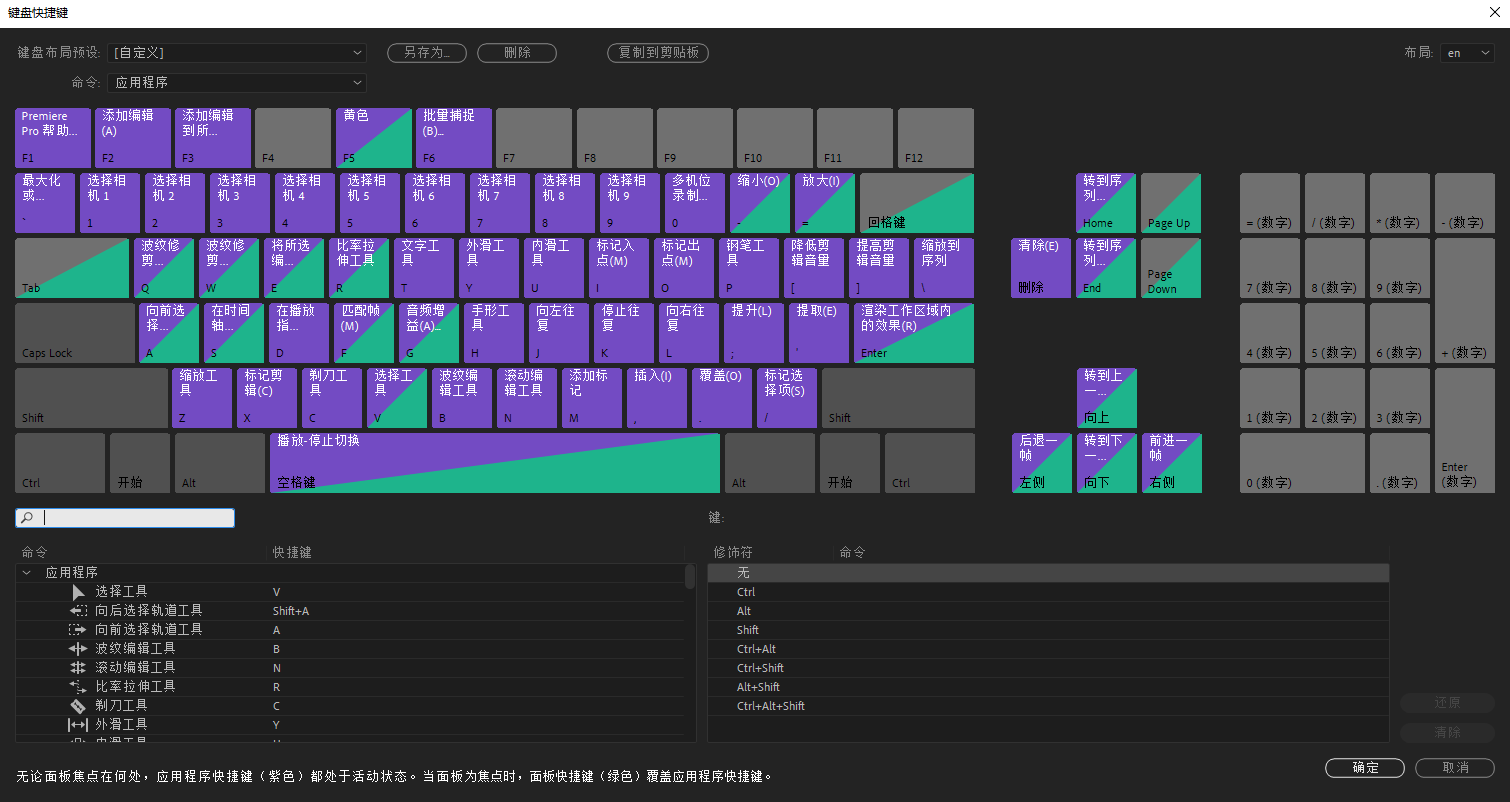 键盘快捷键
键盘布局预设: [自定义] 另存为... 删除 复制到剪贴板 布局: en
命令: 应用程序
Premiere Pro 帮助... F1
添加编辑(A) F2
添加编辑到所... F3
F4
黄色 F5
批量捕捉(B)... F6
F7
F8
F9
F10
F11
F12
最大化或... `
选择相机 1 1
选择相机 2 2
选择相机 3 3
选择相机 4 4
选择相机 5 5
选择相机 6 6
选择相机 7 7
选择相机 8 8
选择相机 9 9
多机位录制... 0
缩小(O) -
放大(I) =
回格键
转到序列... Home
Page Up
= (数字)
/ (数字)
* (数字)
- (数字)
Tab
波纹修剪... Q
波纹修剪... W
将所选编... E
比率拉伸工具 R
文字工具 T
外滑工具 Y
内滑工具 U
标记入点(M) I
标记出点(M) O
钢笔工具 P
降低剪辑音量 [
提高剪辑音量 ]
缩放到序列 \
清除(E) 删除
转到序列... End
Page Down
7 (数字)
8 (数字)
9 (数字)
Caps Lock
向前选择... A
在时间轴... S
在播放指... D
匹配帧(M) F
音频增益(A)... G
手形工具 H
向左往复 J
停止往复 K
向右往复 L
提升(L) ;
提取(E) '
渲染工作区域内的效果(R) Enter
4 (数字)
5 (数字)
6 (数字)
+ (数字)
Shift
缩放工具 Z
标记剪辑(C) X
剃刀工具 C
选择工具 V
波纹编辑工具 B
滚动编辑工具 N
添加标记 M
插入(I) ,
覆盖(O) .
标记选择项(S) /
Shift
转到上一... 向上
1 (数字)
2 (数字)
3 (数字)
Ctrl
开始
Alt
播放-停止切换 空格键
Alt
开始
Ctrl
后退一帧 左侧
转到下一... 向下
前进一帧 右侧
0 (数字)
. (数字)
Enter (数字)
键:
命令 快捷键
应用程序
选择工具 V
向后选择轨道工具 Shift+A
向前选择轨道工具 A
波纹编辑工具 B
滚动编辑工具 N
比率拉伸工具 R
剃刀工具 C
外滑工具 Y
修饰符 命令
无
Ctrl
Alt
Shift
Ctrl+Alt
Ctrl+Shift
Alt+Shift
Ctrl+Alt+Shift
还原
清除
无论面板焦点在何处，应用程序快捷键（紫色）都处于活动状态。当面板为焦点时，面板快捷键（绿色）覆盖应用程序快捷键。
确定 取消